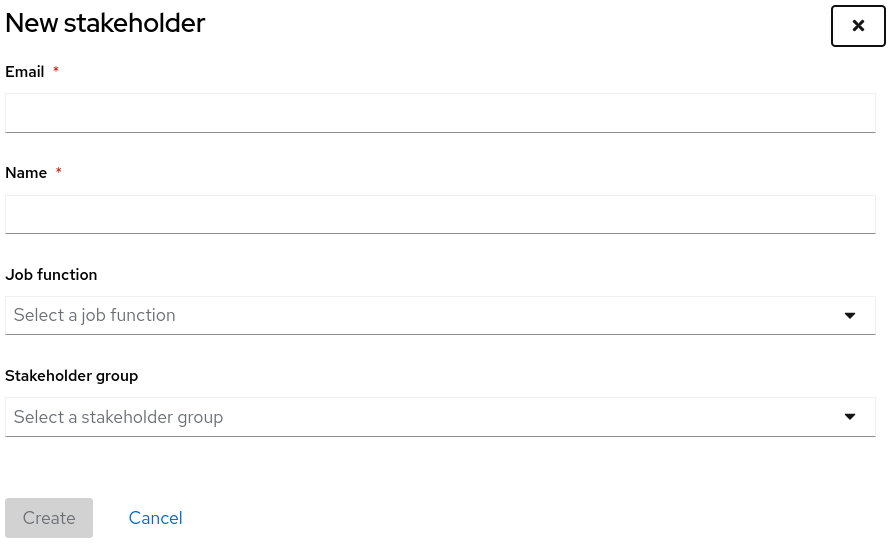 New stakeholder
Email *
Name *
Job function
Select a job function
Stakeholder group
Select a stakeholder group
Create Cancel